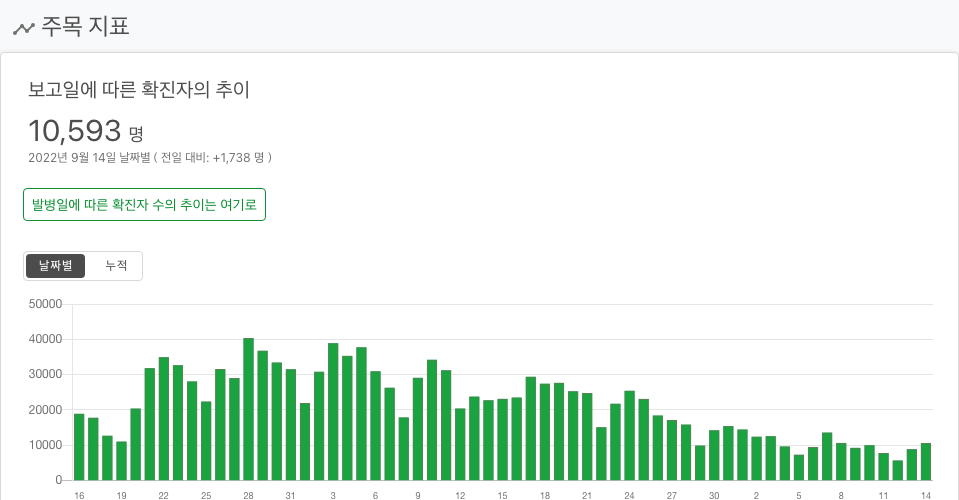 주목 지표
보고일에 따른 확진자의 추이
10,593 명
2022년 9월 14일 날짜별 ( 전일 대비: +1,738 명 )
발병일에 따른 확진자 수의 추이는 여기로
날짜별 누적
50000
40000
30000
20000
10000
0
16 19 22 25 28 31 3 6 9 12 15 18 21 24 27 30 2 5 8 11 14